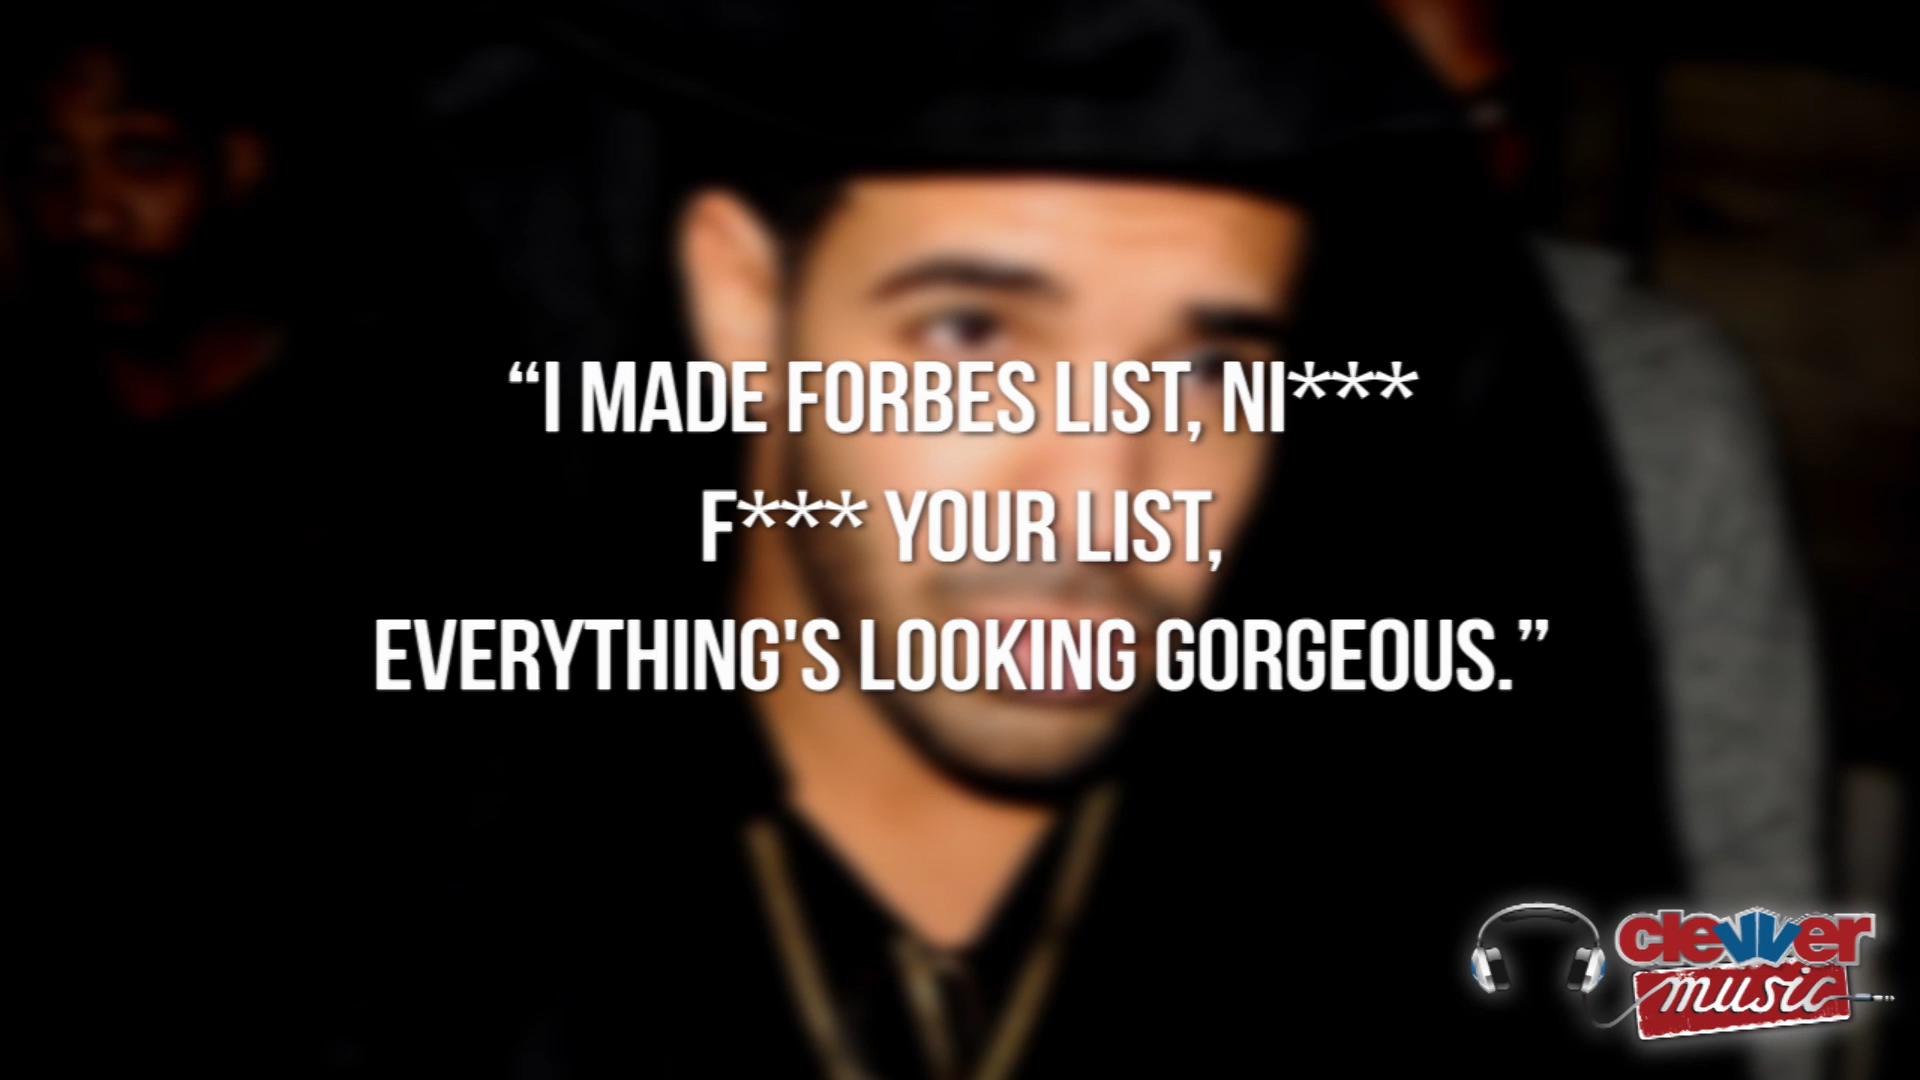 “I MADE FORBES LIST, NI***
F*** YOUR LIST,
EVERYTHING'S LOOKING GORGEOUS.”
clevver
music